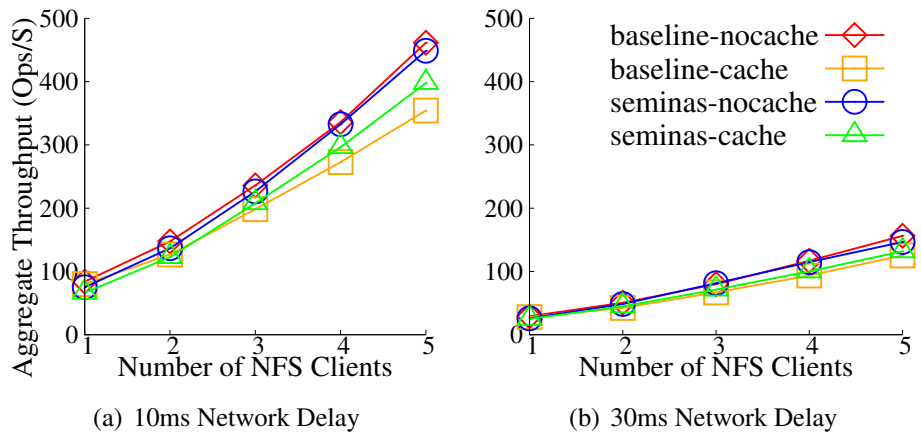 Aggregate Throughput (Ops/S)
500
400
300
200
100
0
1 2 3 4 5
Number of NFS Clients
(a) 10ms Network Delay
500
400
300
200
100
0
1 2 3 4 5
Number of NFS Clients
(b) 30ms Network Delay
baseline-nocache
baseline-cache
seminas-nocache
seminas-cache